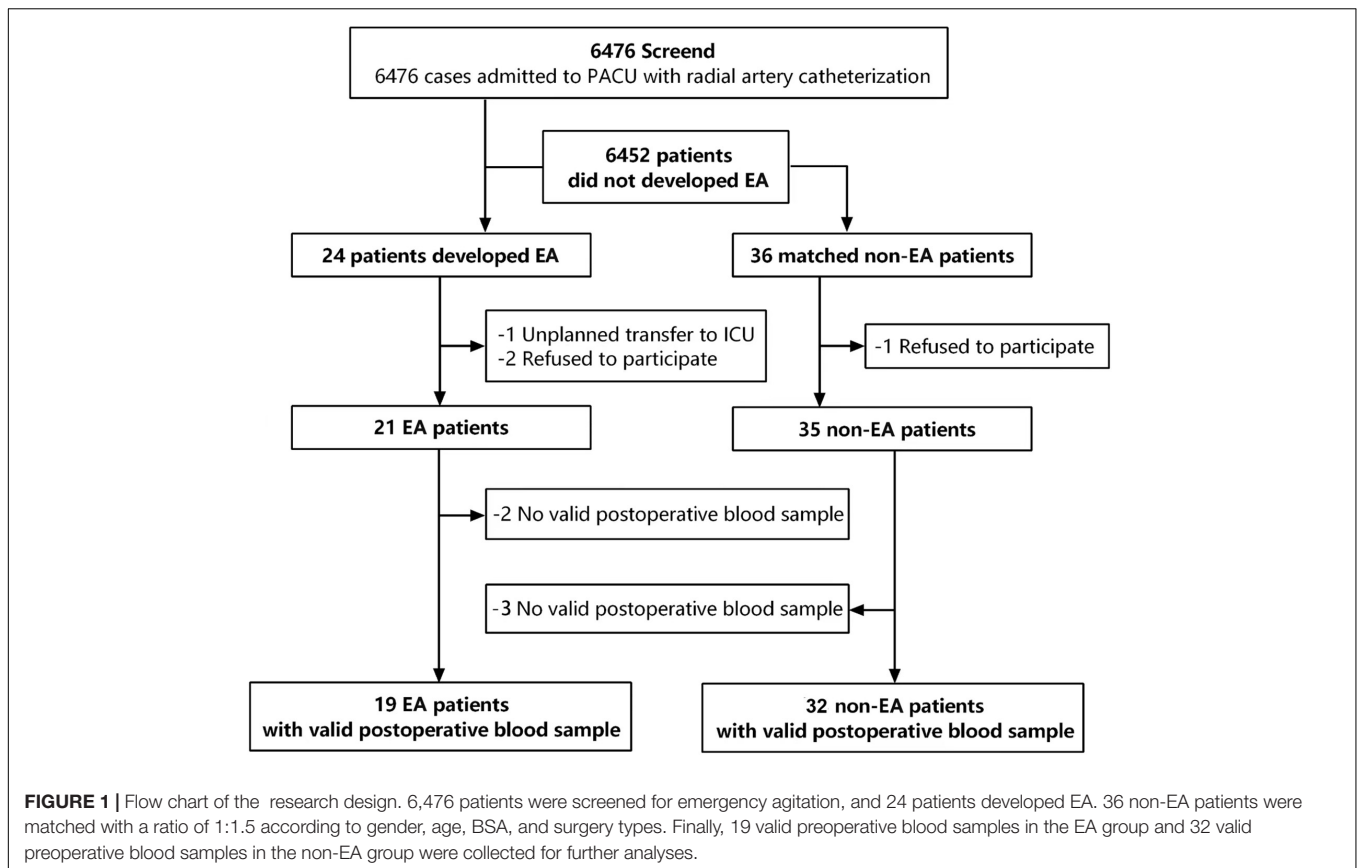 6476 Screend
6476 cases admitted to PACU with radial artery catheterization
6452 patients
did not developed EA
24 patients developed EA
36 matched non-EA patients
-1 Unplanned transfer to ICU
-2 Refused to participate
-1 Refused to participate
21 EA patients
35 non-EA patients
-2 No valid postoperative blood sample
-3 No valid postoperative blood sample
19 EA patients
with valid postoperative blood sample
32 non-EA patients
with valid postoperative blood sample
FIGURE 1 | Flow chart of the research design. 6,476 patients were screened for emergency agitation, and 24 patients developed EA. 36 non-EA patients were
matched with a ratio of 1:1.5 according to gender, age, BSA, and surgery types. Finally, 19 valid preoperative blood samples in the EA group and 32 valid
preoperative blood samples in the non-EA group were collected for further analyses.